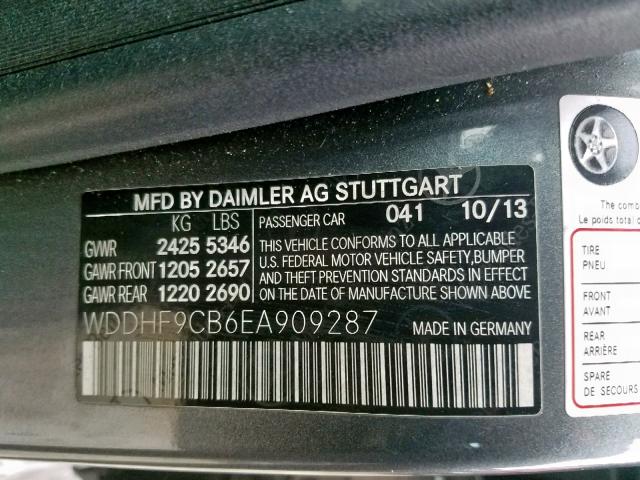 MFD BY DAIMLER AG STUTTGART
KG LBS
GVWR 2425 5346
GAWR FRONT 1205 2657
GAWR REAR 1220 2690
PASSENGER CAR 041 10/13
THIS VEHICLE CONFORMS TO ALL APPLICABLE
U.S. FEDERAL MOTOR VEHICLE SAFETY,BUMPER
AND THEFT PREVENTION STANDARDS IN EFFECT
ON THE DATE OF MANUFACTURE SHOWN ABOVE
WDDHF9CB6EA909287 MADE IN GERMANY
The comb
Le poids total d
TIRE
PNEU
FRONT
AVANT
REAR
ARRIÈRE
SPARE
DE SECOURS